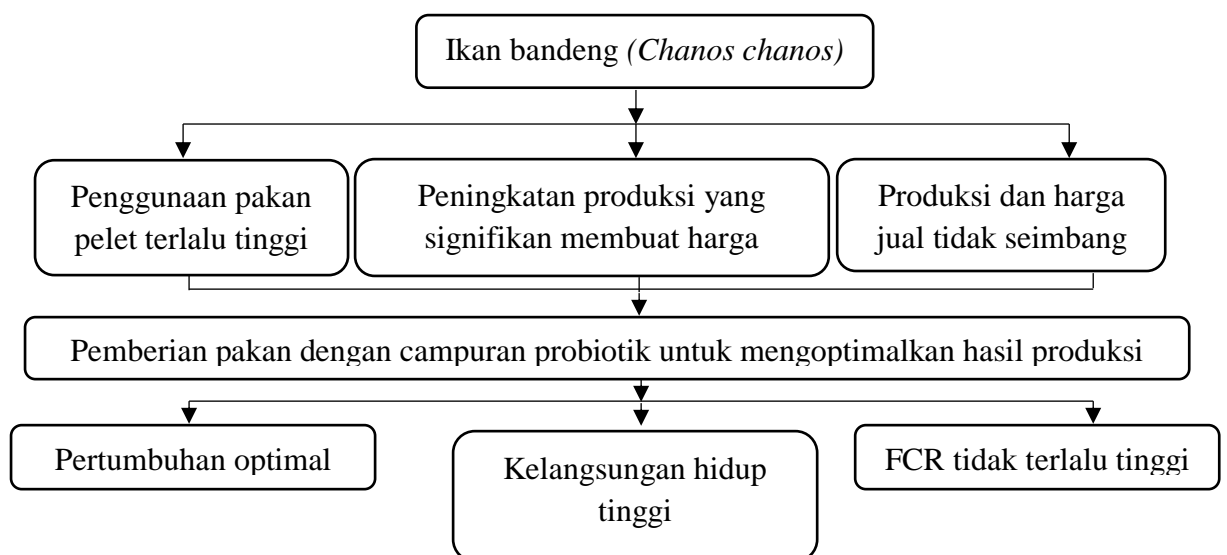 Ikan bandeng (Chanos chanos)
Penggunaan pakan
pelet terlalu tinggi
Peningkatan produksi yang
signifikan membuat harga
Produksi dan harga
jual tidak seimbang
Pemberian pakan dengan campuran probiotik untuk mengoptimalkan hasil produksi
Pertumbuhan optimal
Kelangsungan hidup
tinggi
FCR tidak terlalu tinggi